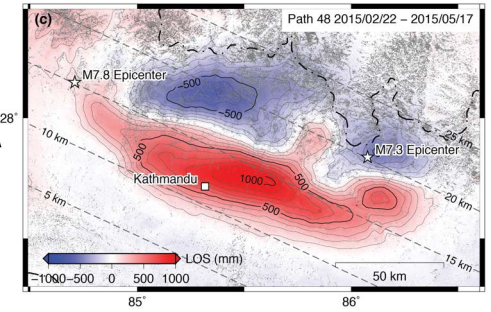 (c)
Path 48 2015/02/22 − 2015/05/17
M7.8 Epicenter
−500
−500
28°
10 km
25 km
500
M7.3 Epicenter
Kathmandu
1000
500
500
20 km
5 km
15 km
LOS (mm)
−1000
−500
0
500
1000
50 km
85˚
86˚